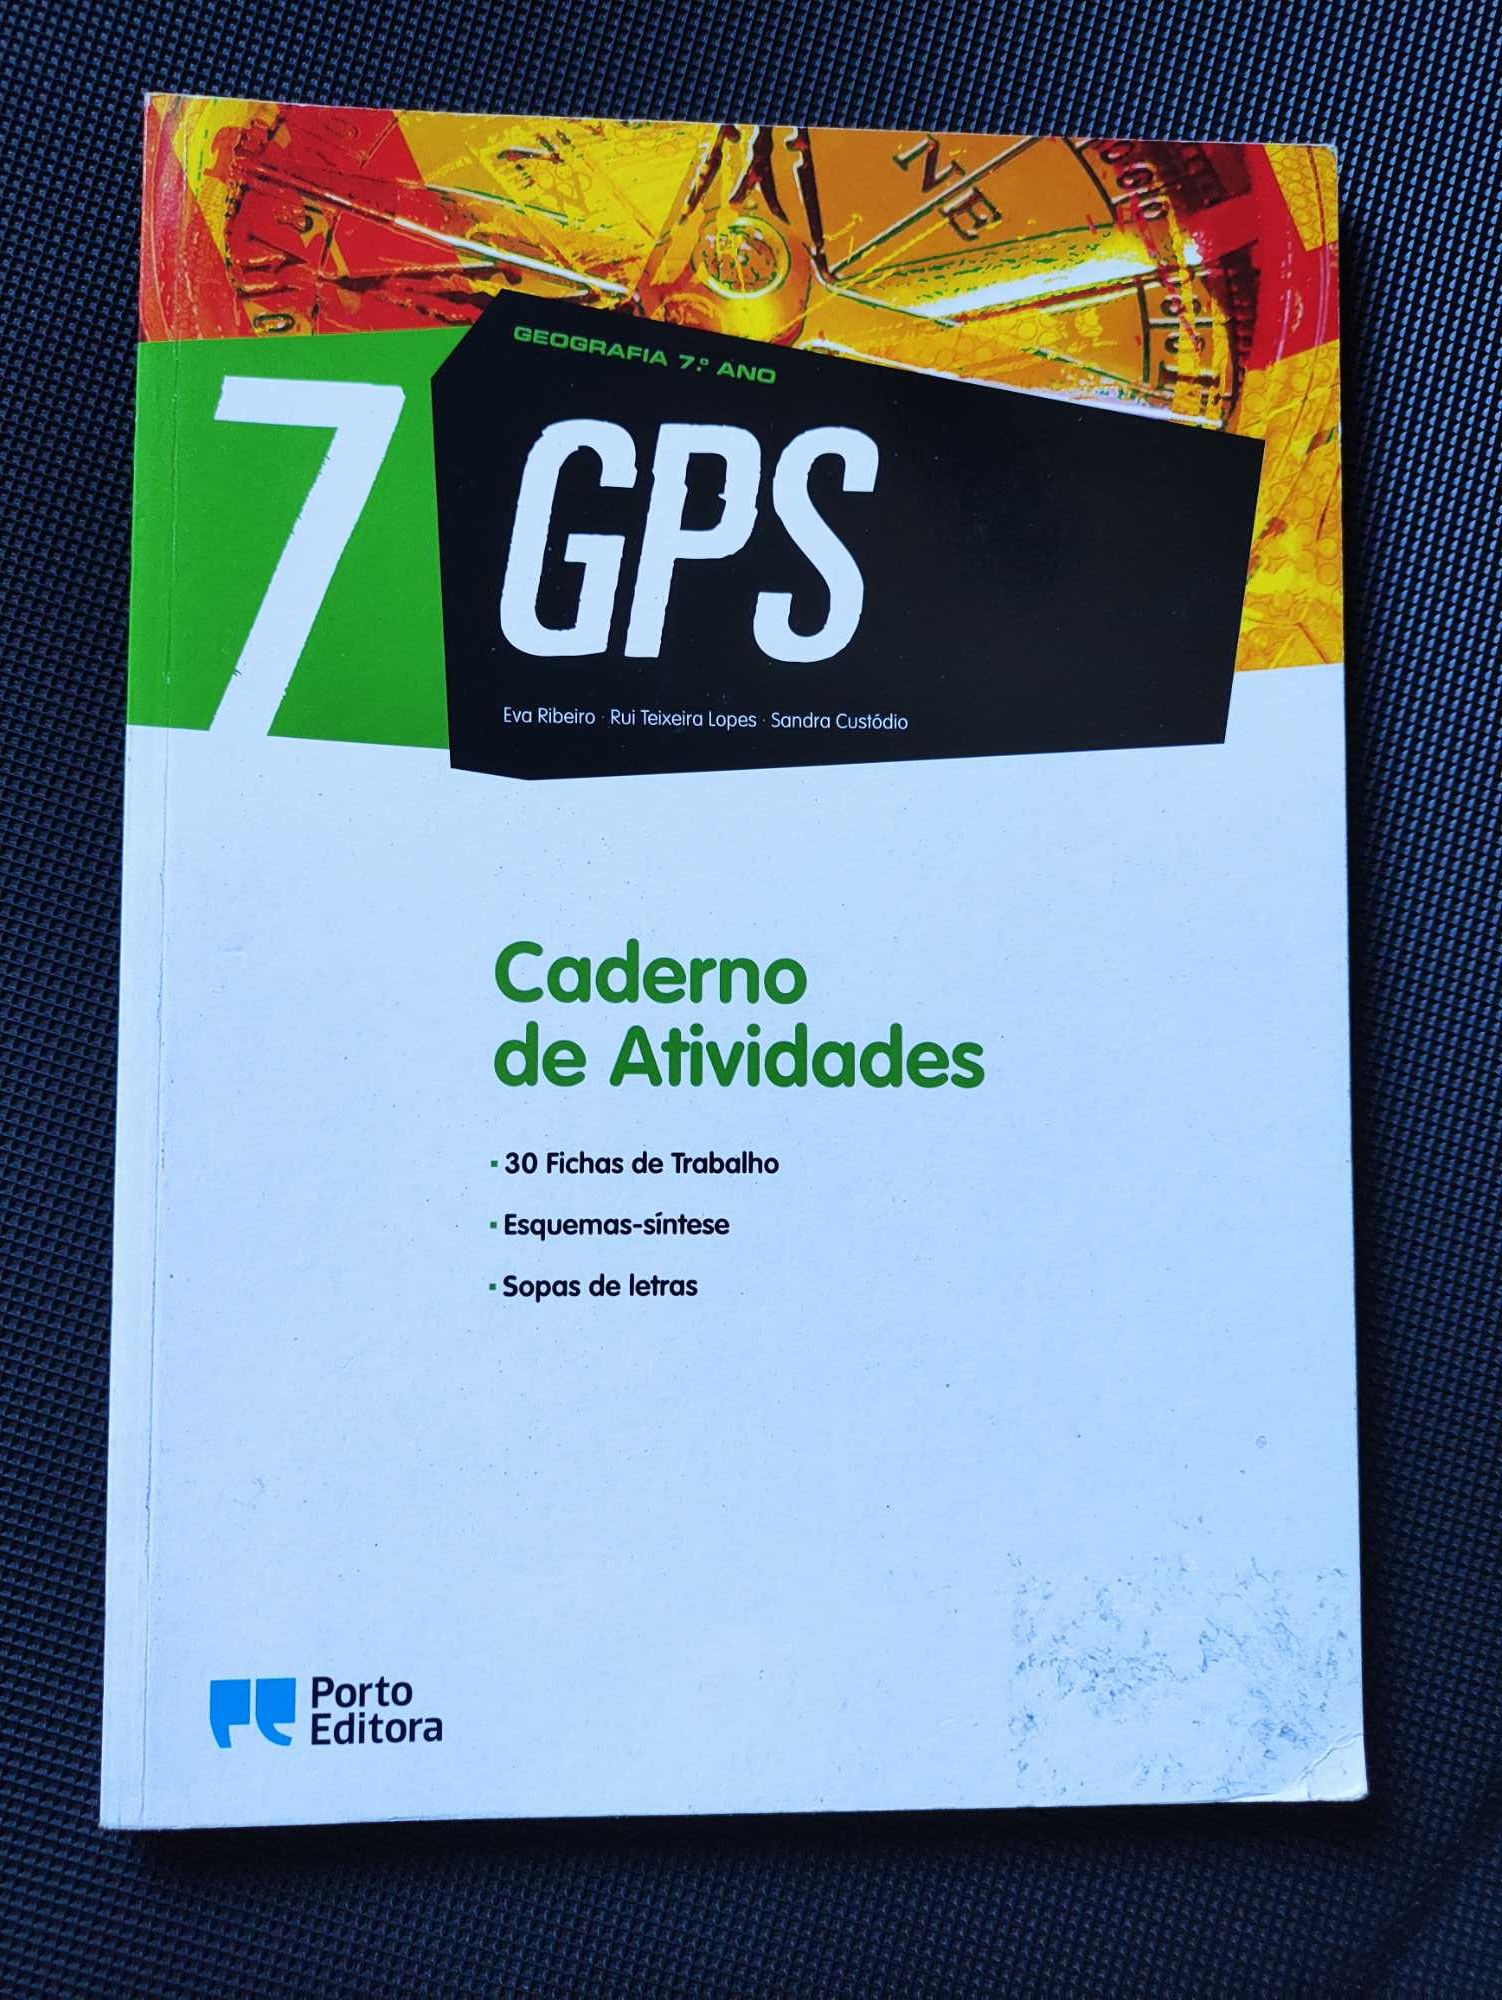 NE
GEOGRAFIA 7.º ANO
7
GPS
Eva Ribeiro · Rui Teixeira Lopes · Sandra Custódio
Caderno
de Atividades
▪ 30 Fichas de Trabalho
▪ Esquemas-síntese
▪ Sopas de letras
Porto
Editora